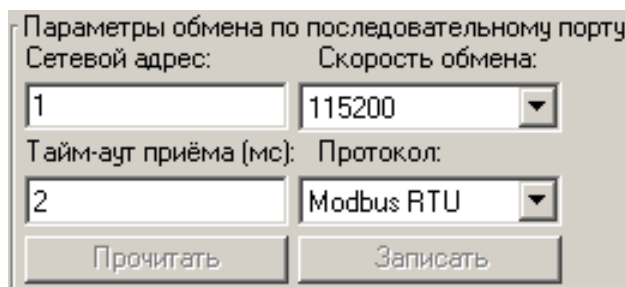 Параметры обмена по последовательному порту
Сетевой адрес: Скорость обмена:
1 115200
Тайм-аут приёма (мс): Протокол:
2 Modbus RTU
Прочитать Записать